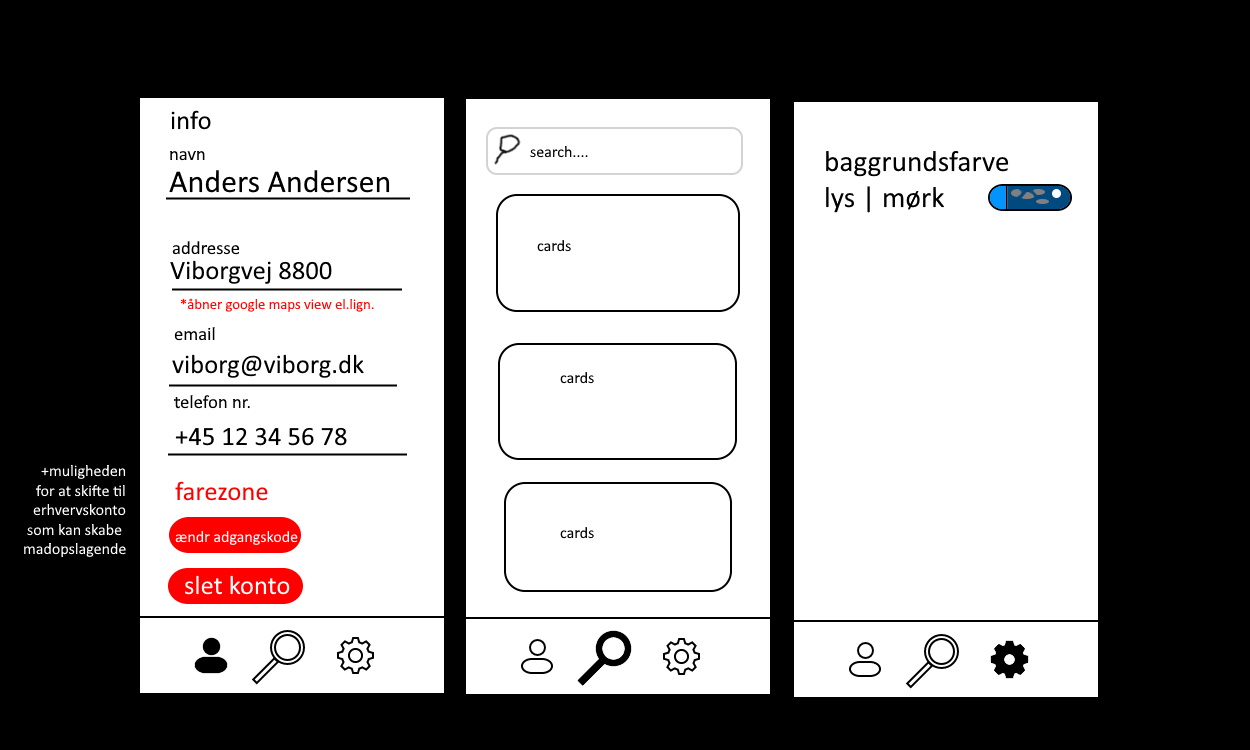 info
navn
Anders Andersen
addresse
Viborgvej 8800
*åbner google maps view el.lign.
email
viborg@viborg.dk
telefon nr.
+45 12 34 56 78
farezone
ændr adgangskode
slet konto
+muligheden
for at skifte til
erhvervskonto
som kan skabe
madopslagende
search....
cards
cards
cards
baggrundsfarve
lys | mørk